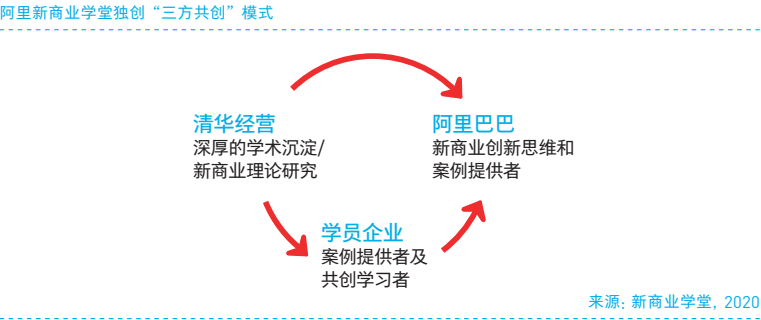 阿里新商业学堂独创“三方共创”模式
清华经营
深厚的学术沉淀/
新商业理论研究
阿里巴巴
新商业创新思维和
案例提供者
学员企业
案例提供者及
共创学习者
来源：新商业学堂，2020